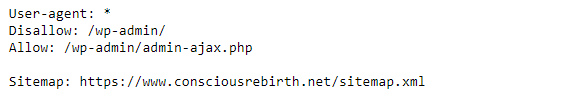 User-agent: *
Disallow: /wp-admin/
Allow: /wp-admin/admin-ajax.php

Sitemap: https://www.consciousrebirth.net/sitemap.xml